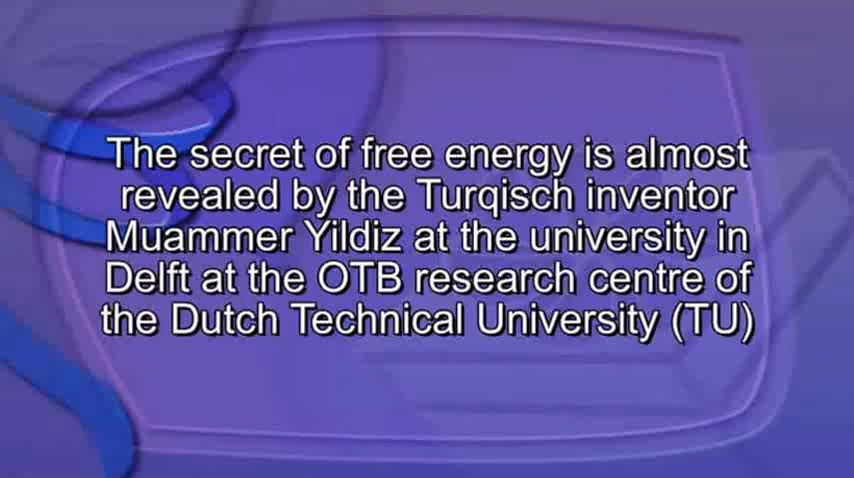 The secret of free energy is almost
revealed by the Turqisch inventor
Muammer Yildiz at the university in
Delft at the OTB research centre of
the Dutch Technical University (TU)